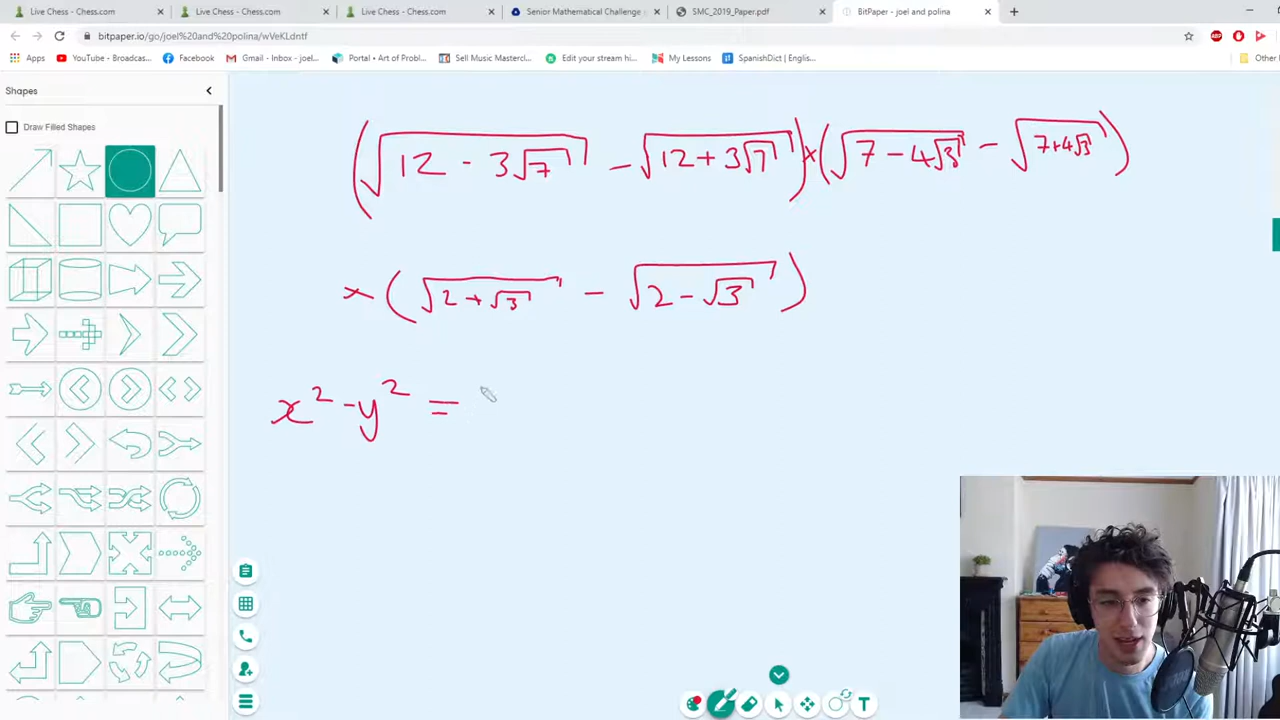 Live Chess - Chess.com
Live Chess - Chess.com
Live Chess - Chess.com
Senior Mathematical Challenge
SMC_2019_Paper.pdf
BitPaper - joel and polina
bitpaper.io/go/joel%20and%20polina/wVeKLdntf
Apps
YouTube - Broadcas...
Facebook
Gmail - Inbox - joel...
Portal • Art of Probl...
Sell Music Mastercl...
Edit your stream hi...
My Lessons
SpanishDict | Englis...
Other
Shapes
Draw Filled Shapes
(√(12 - 3√7) - √(12 + 3√7)) × (√(7 - 4√3) - √(7+4√3))
× (√(2 + √3) - √(2 - √3))
x² - y² =
T